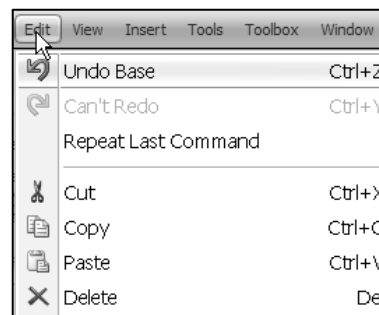 Edit View Insert Tools Toolbox Window
Undo Base Ctrl+Z
Can't Redo Ctrl+Y
Repeat Last Command
Cut Ctrl+X
Copy Ctrl+C
Paste Ctrl+V
Delete De